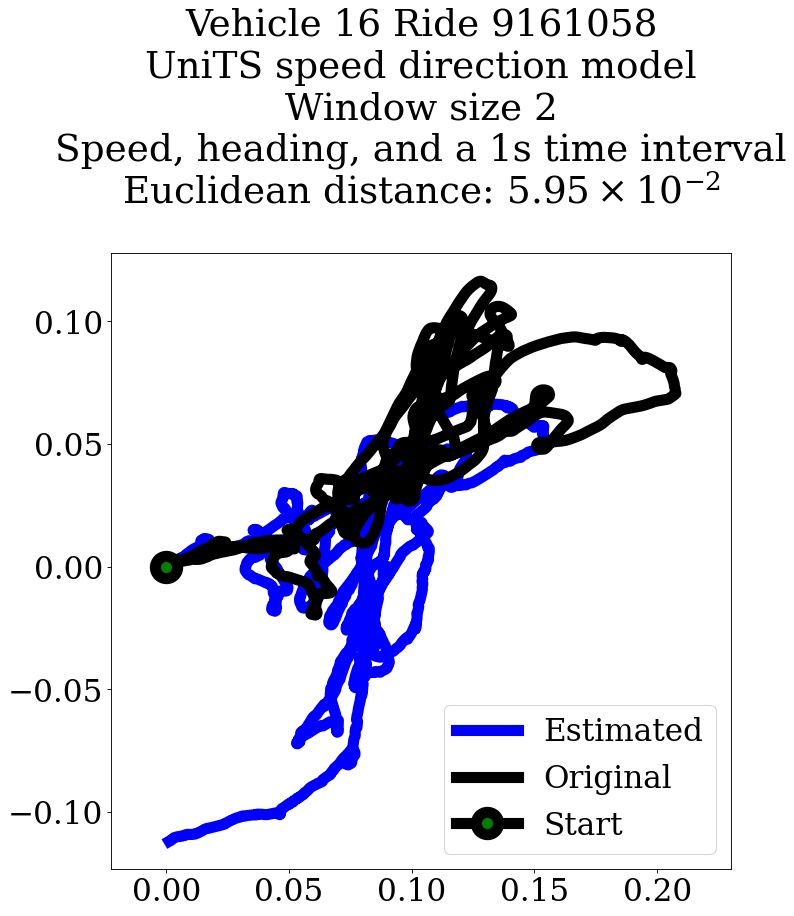 Vehicle 16 Ride 9161058
UniTS speed direction model
Window size 2
Speed, heading, and a 1s time interval
Euclidean distance: 5.95 × 10⁻²
0.10
0.05
0.00
−0.05
−0.10
Estimated
Original
Start
0.00 0.05 0.10 0.15 0.20